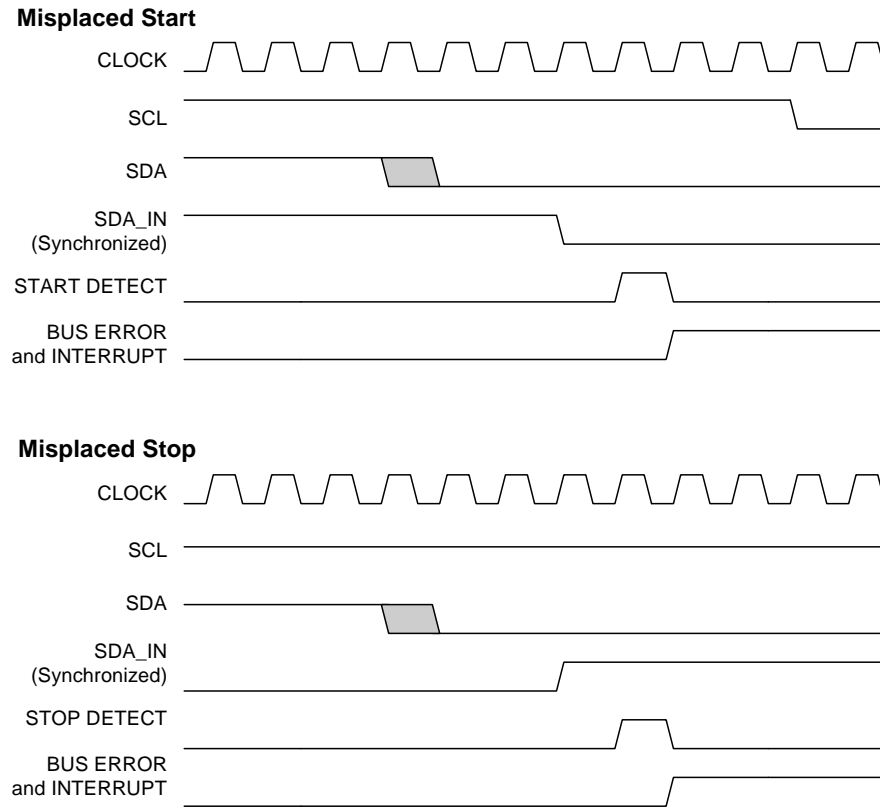 Misplaced Start
CLOCK
SCL
SDA
SDA_IN
(Synchronized)
START DETECT
BUS ERROR
and INTERRUPT
Misplaced Stop
CLOCK
SCL
SDA
SDA_IN
(Synchronized)
STOP DETECT
BUS ERROR
and INTERRUPT